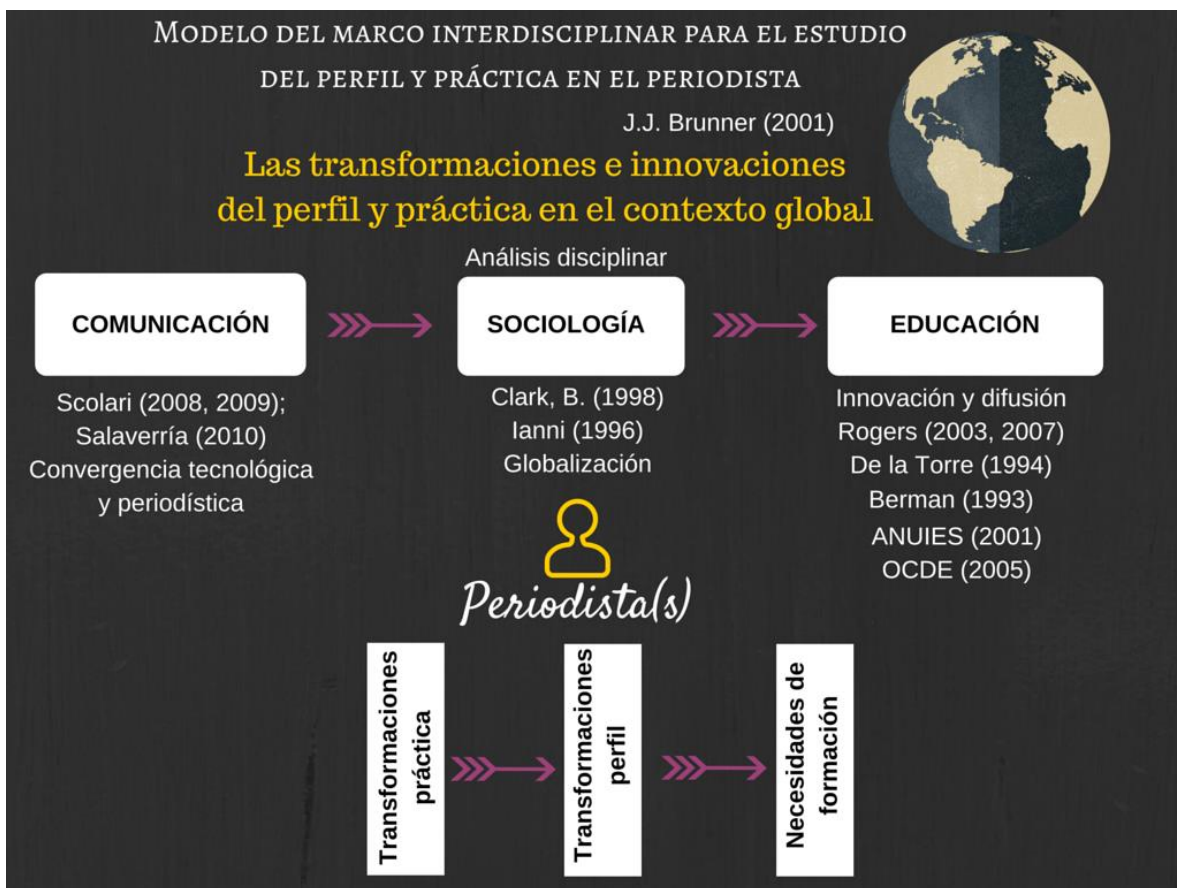 MODELO DEL MARCO INTERDISCIPLINAR PARA EL ESTUDIO
DEL PERFIL Y PRÁCTICA EN EL PERIODISTA
J.J. Brunner (2001)
Las transformaciones e innovaciones
del perfil y práctica en el contexto global
Análisis disciplinar
COMUNICACIÓN
SOCIOLOGÍA
EDUCACIÓN
Scolari (2008, 2009);
Salaverría (2010)
Convergencia tecnológica
y periodística
Clark, B. (1998)
Ianni (1996)
Globalización
Innovación y difusión
Rogers (2003, 2007)
De la Torre (1994)
Berman (1993)
ANUIES (2001)
OCDE (2005)
Periodista(s)
Transformaciones
práctica
Transformaciones
perfil
Necesidades de
formación